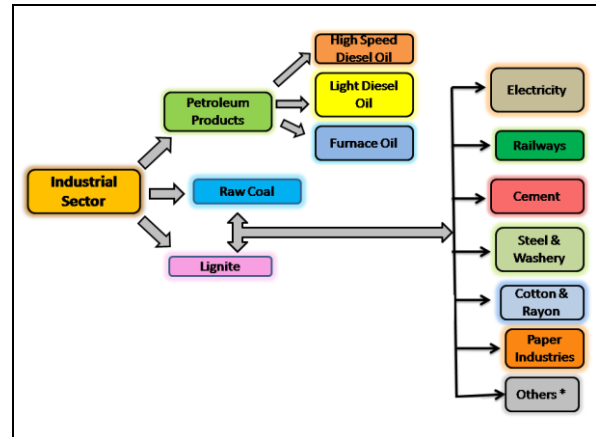 High Speed
Diesel Oil
Light Diesel
Oil
Petroleum
Products
Furnace Oil
Industrial
Sector
Raw Coal
Lignite
Electricity
Railways
Cement
Steel &
Washery
Cotton &
Rayon
Paper
Industries
Others *